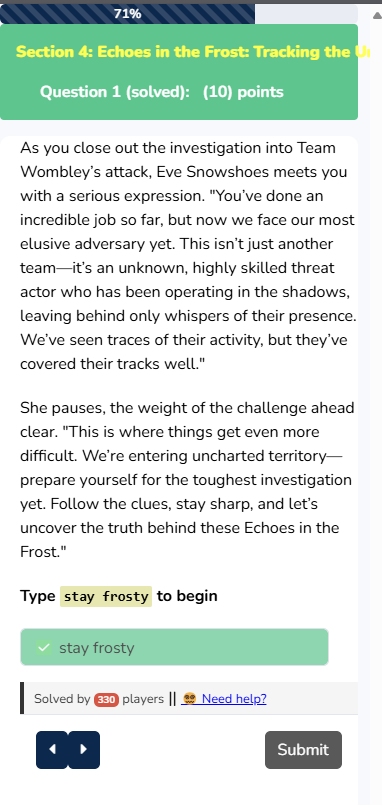 71%
Section 4: Echoes in the Frost: Tracking the U
Question 1 (solved): (10) points
As you close out the investigation into Team
Wombley’s attack, Eve Snowshoes meets you
with a serious expression. "You’ve done an
incredible job so far, but now we face our most
elusive adversary yet. This isn’t just another
team—it’s an unknown, highly skilled threat
actor who has been operating in the shadows,
leaving behind only whispers of their presence.
We’ve seen traces of their activity, but they’ve
covered their tracks well."
She pauses, the weight of the challenge ahead
clear. "This is where things get even more
difficult. We’re entering uncharted territory—
prepare yourself for the toughest investigation
yet. Follow the clues, stay sharp, and let’s
uncover the truth behind these Echoes in the
Frost."
Type stay frosty to begin
stay frosty
Solved by 330 players || Need help?
Submit